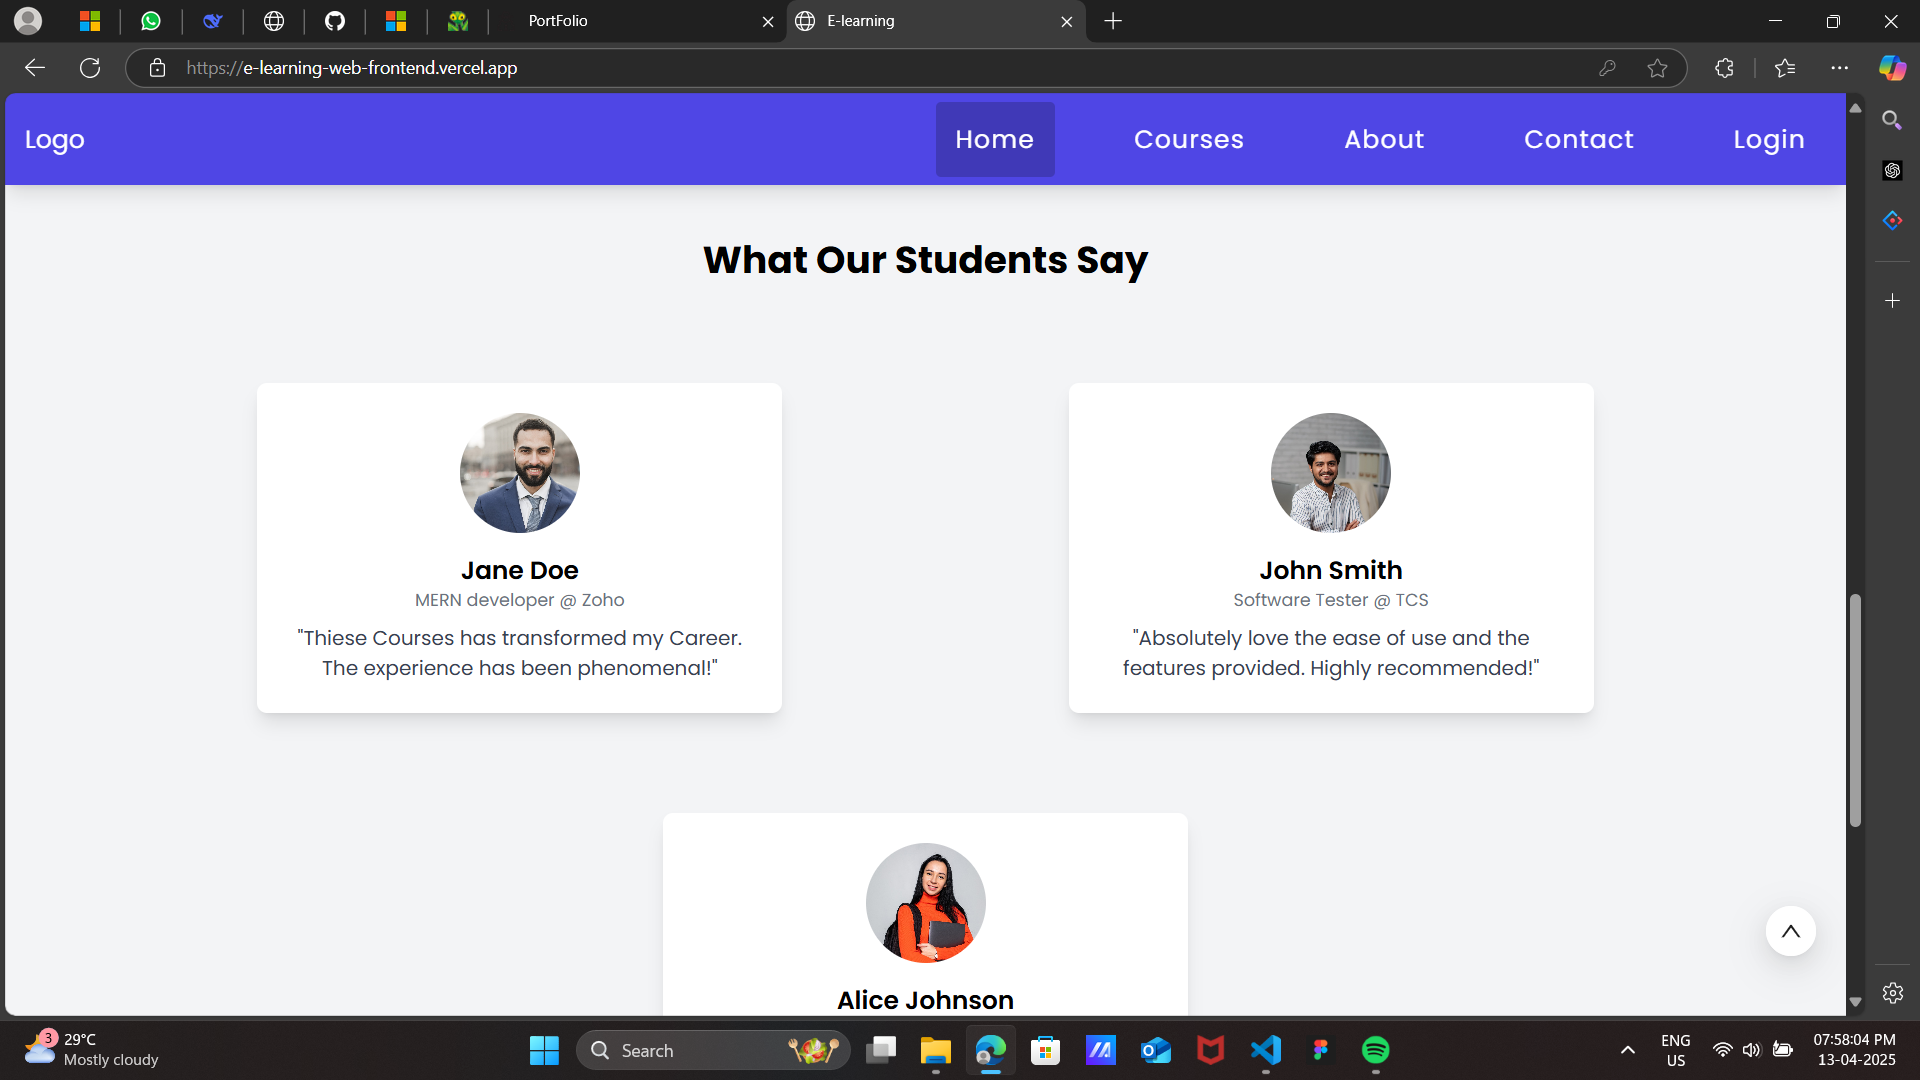 PortFolio
E-learning
https://e-learning-web-frontend.vercel.app
Logo
Home
Courses
About
Contact
Login
What Our Students Say
Jane Doe
MERN developer @ Zoho
"Thiese Courses has transformed my Career.
The experience has been phenomenal!"
John Smith
Software Tester @ TCS
"Absolutely love the ease of use and the
features provided. Highly recommended!"
Alice Johnson
3
29°C
Mostly cloudy
Search
ENG
US
07:58:04 PM
13-04-2025